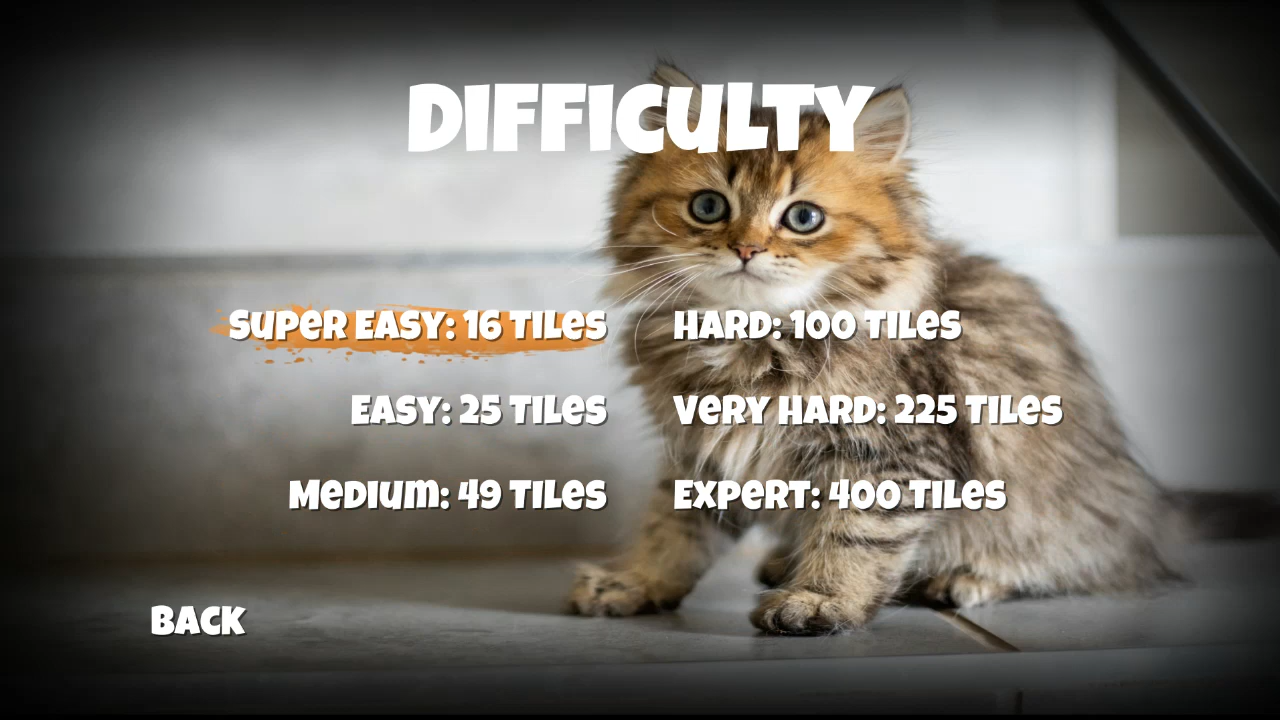 DIFFICULTY
SUPER EASY: 16 TILES
EASY: 25 TILES
MEDIUM: 49 TILES
HARD: 100 TILES
VERY HARD: 225 TILES
EXPERT: 400 TILES
BACK